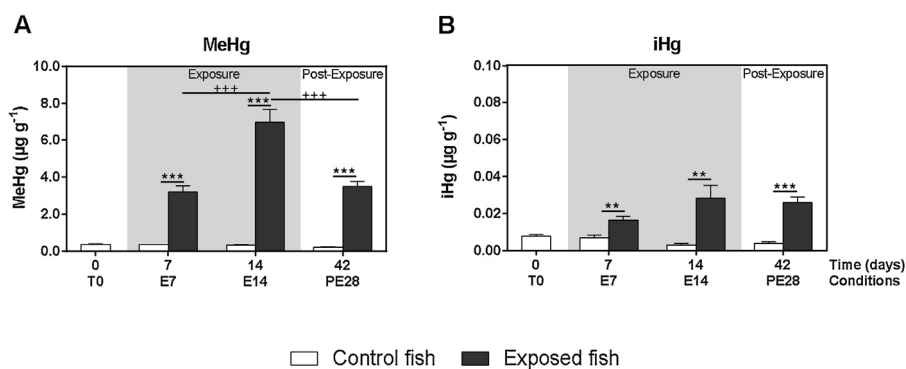 A
MeHg
MeHg (µg g-1)
10.0
8.0
6.0
4.0
2.0
0.0
Exposure
Post-Exposure
+++
***
+++
***
***
0
7
14
42
T0
E7
E14
PE28
B
iHg
iHg (µg g-1)
0.10
0.08
0.06
0.04
0.02
0.00
Exposure
Post-Exposure
**
**
***
0
7
14
42
Time (days)
T0
E7
E14
PE28
Conditions
Control fish
Exposed fish